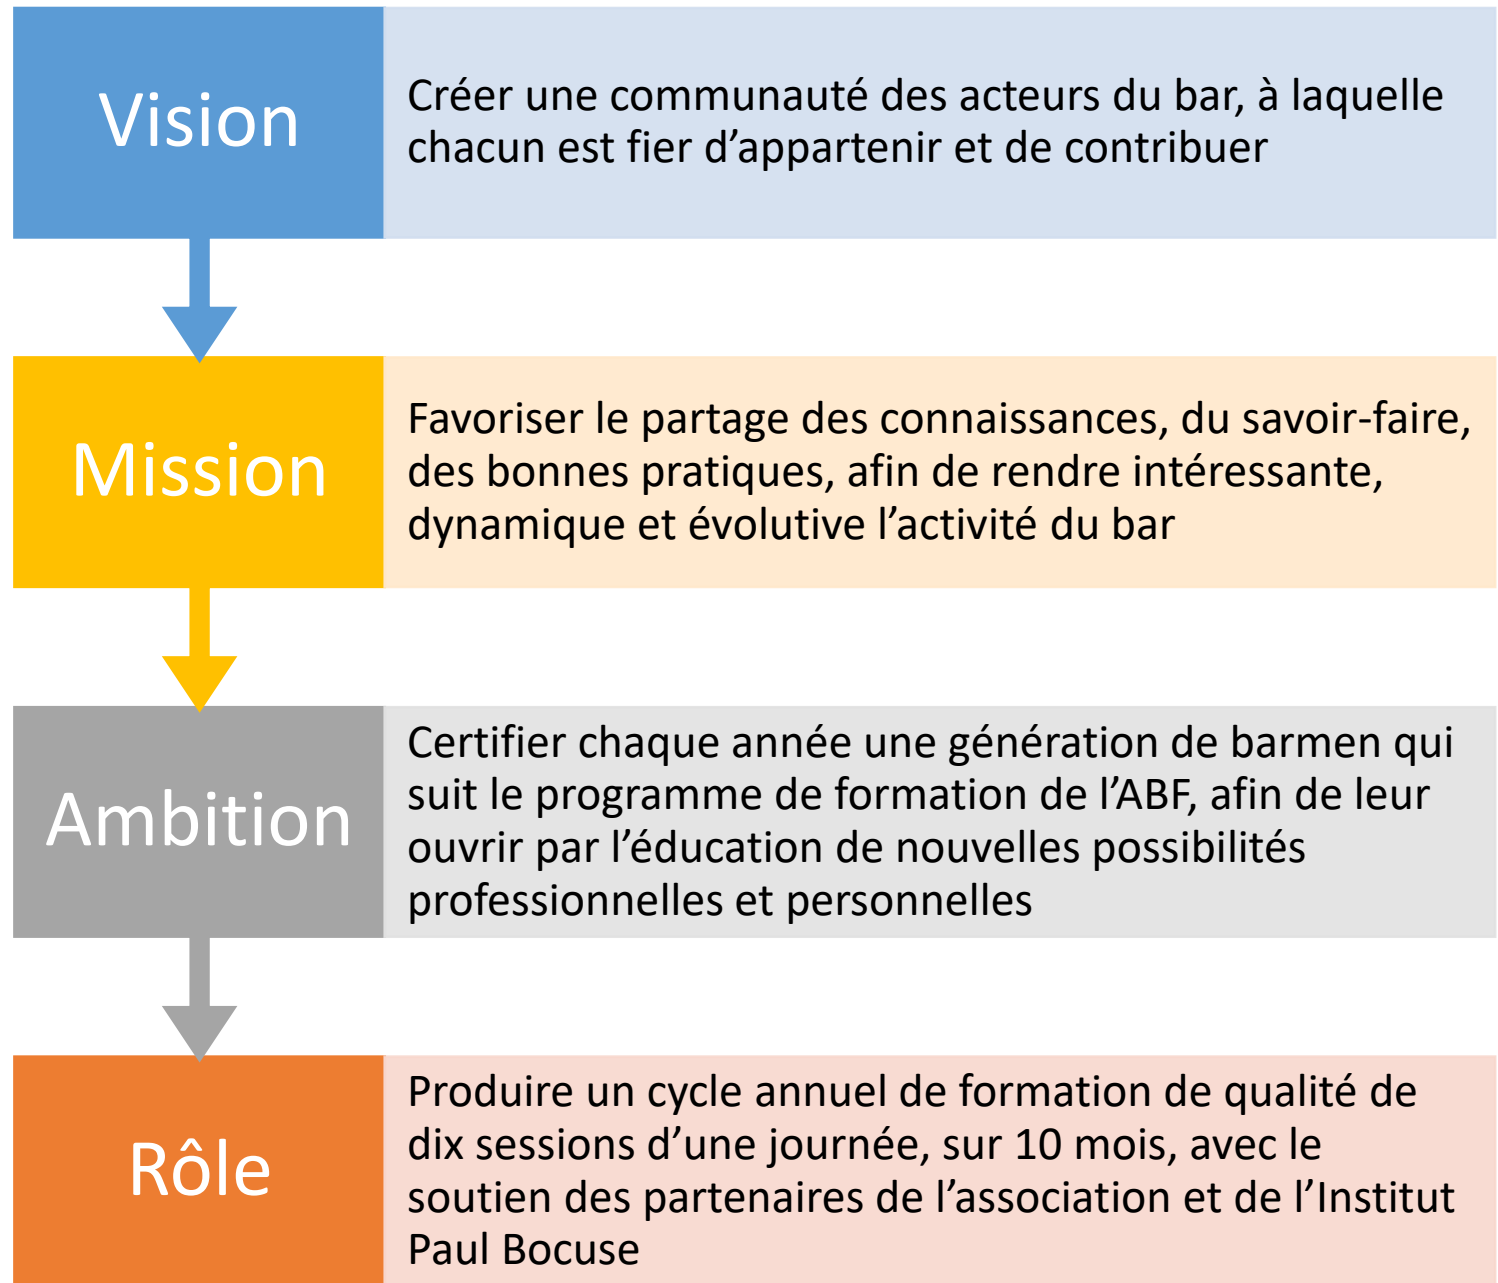 Vision
Créer une communauté des acteurs du bar, à laquelle
chacun est fier d’appartenir et de contribuer
Mission
Favoriser le partage des connaissances, du savoir-faire,
des bonnes pratiques, afin de rendre intéressante,
dynamique et évolutive l’activité du bar
Ambition
Certifier chaque année une génération de barmen qui
suit le programme de formation de l’ABF, afin de leur
ouvrir par l’éducation de nouvelles possibilités
professionnelles et personnelles
Rôle
Produire un cycle annuel de formation de qualité de
dix sessions d’une journée, sur 10 mois, avec le
soutien des partenaires de l’association et de l’Institut
Paul Bocuse